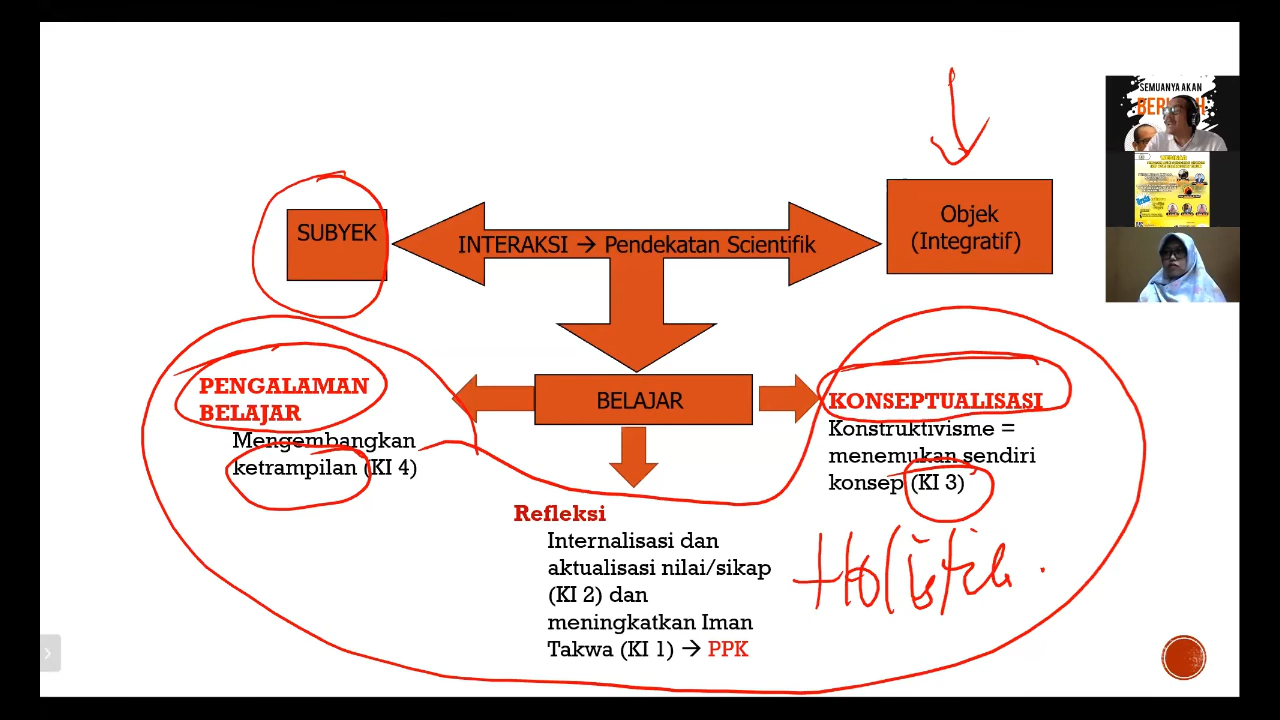 SEMUANYA AKAN
SUBYEK
INTERAKSI → Pendekatan Scientifik
Objek
(Integratif)
PENGALAMAN
BELAJAR
Mengembangkan
ketrampilan (KI 4)
BELAJAR
KONSEPTUALISASI
Konstruktivisme =
menemukan sendiri
konsep (KI 3)
Refleksi
Internalisasi dan
aktualisasi nilai/sikap
(KI 2) dan
meningkatkan Iman
Takwa (KI 1) → PPK
Holistik.